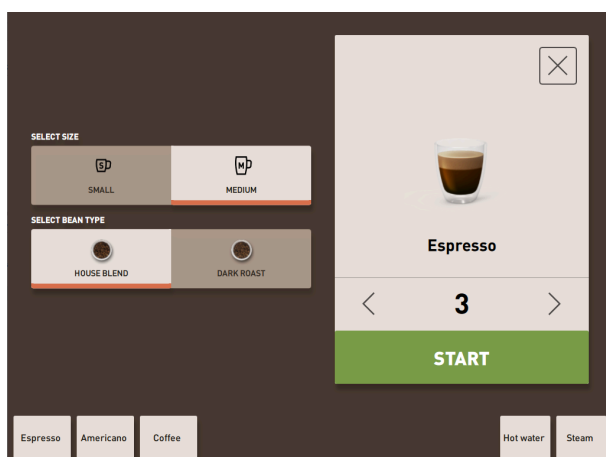 SELECT SIZE
S
SMALL
M
MEDIUM
SELECT BEAN TYPE
HOUSE BLEND
DARK ROAST
Espresso
3
START
Espresso
Americano
Coffee
Hot water
Steam